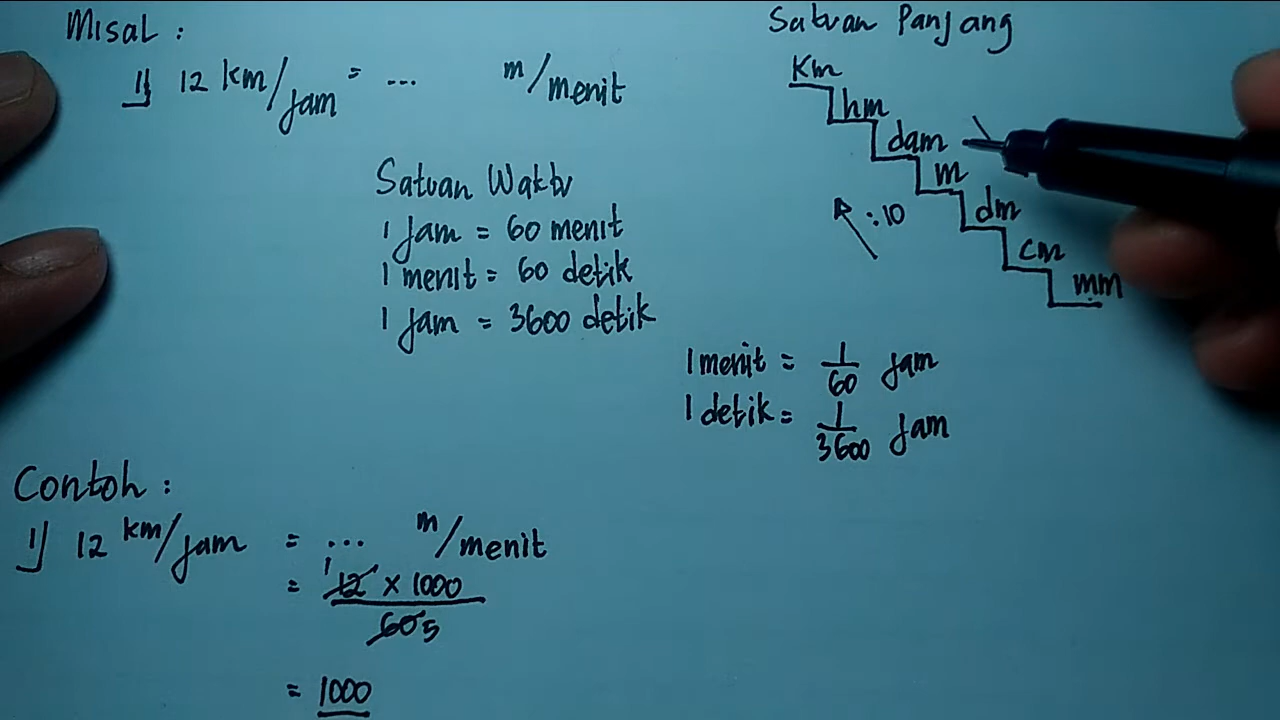 Misal :
1) 12 km/jam = ... m/menit
Satuan Waktu
1 jam = 60 menit
1 menit = 60 detik
1 jam = 3600 detik
Satuan Panjang
Km
hm
dam
m
dm
cm
mm
:10
1 menit = 1/60 jam
1 detik = 1/3600 jam
Contoh :
1) 12 km/jam = ... m/menit
1
= 12 x 1000
60 5
= 1000